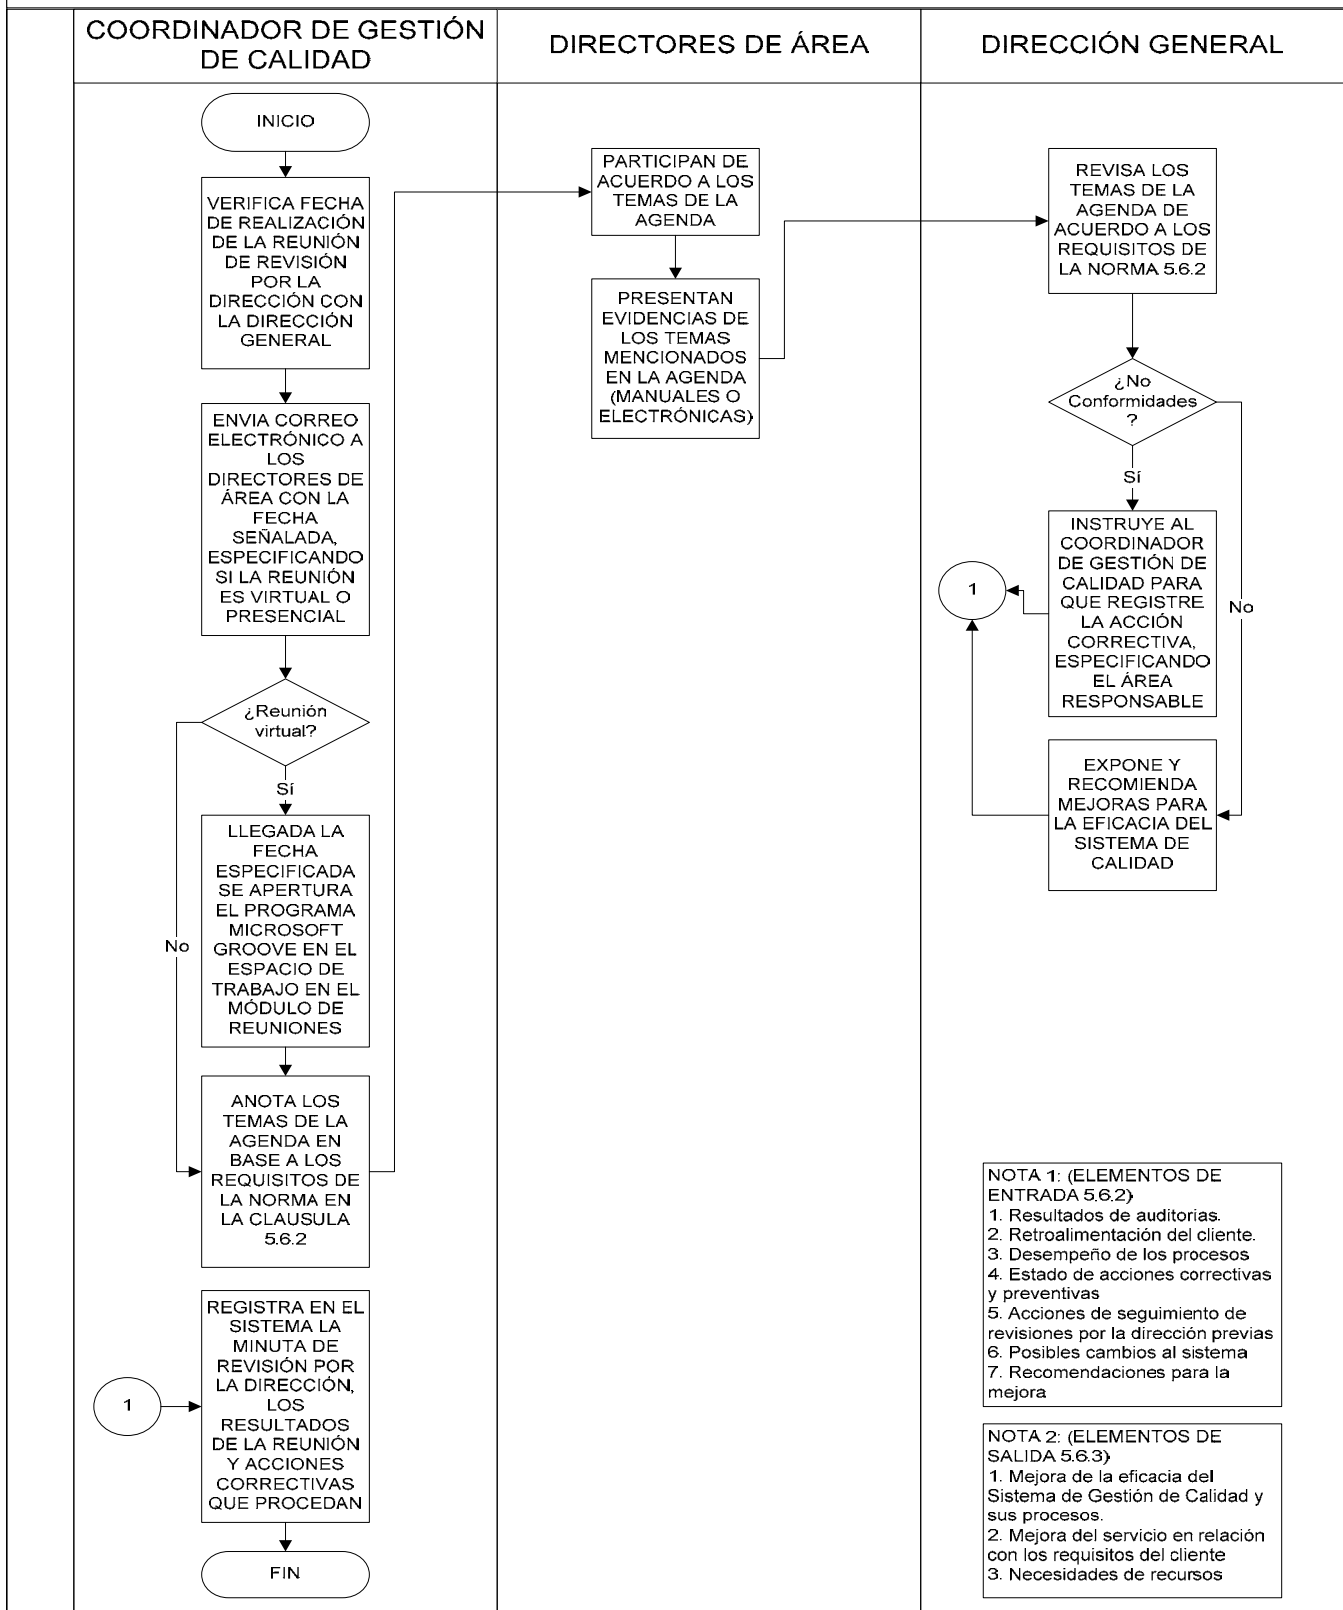 COORDINADOR DE GESTIÓN
DE CALIDAD
DIRECTORES DE ÁREA
DIRECCIÓN GENERAL
INICIO
VERIFICA FECHA
DE REALIZACIÓN
DE LA REUNIÓN
DE REVISIÓN
POR LA
DIRECCIÓN CON
LA DIRECCIÓN
GENERAL
ENVIA CORREO
ELECTRÓNICO A
LOS
DIRECTORES DE
ÁREA CON LA
FECHA
SEÑALADA,
ESPECIFICANDO
SI LA REUNIÓN
ES VIRTUAL O
PRESENCIAL
¿Reunión
virtual?
Sí
No
LLEGADA LA
FECHA
ESPECIFICADA
SE APERTURA
EL PROGRAMA
MICROSOFT
GROOVE EN EL
ESPACIO DE
TRABAJO EN EL
MÓDULO DE
REUNIONES
ANOTA LOS
TEMAS DE LA
AGENDA EN
BASE A LOS
REQUISITOS DE
LA NORMA EN
LA CLAUSULA
5.6.2
1
REGISTRA EN EL
SISTEMA LA
MINUTA DE
REVISIÓN POR
LA DIRECCIÓN,
LOS
RESULTADOS
DE LA REUNIÓN
Y ACCIONES
CORRECTIVAS
QUE PROCEDAN
FIN
PARTICIPAN DE
ACUERDO A LOS
TEMAS DE LA
AGENDA
PRESENTAN
EVIDENCIAS DE
LOS TEMAS
MENCIONADOS
EN LA AGENDA
(MANUALES O
ELECTRÓNICAS)
REVISA LOS
TEMAS DE LA
AGENDA DE
ACUERDO A LOS
REQUISITOS DE
LA NORMA 5.6.2
¿No
Conformidades
?
Sí
No
INSTRUYE AL
COORDINADOR
DE GESTIÓN DE
CALIDAD PARA
QUE REGISTRE
LA ACCIÓN
CORRECTIVA,
ESPECIFICANDO
EL ÁREA
RESPONSABLE
1
EXPONE Y
RECOMIENDA
MEJORAS PARA
LA EFICACIA DEL
SISTEMA DE
CALIDAD
NOTA 1: (ELEMENTOS DE
ENTRADA 5.6.2)
1. Resultados de auditorias.
2. Retroalimentación del cliente.
3. Desempeño de los procesos
4. Estado de acciones correctivas
y preventivas
5. Acciones de seguimiento de
revisiones por la dirección previas
6. Posibles cambios al sistema
7. Recomendaciones para la
mejora
NOTA 2: (ELEMENTOS DE
SALIDA 5.6.3)
1. Mejora de la eficacia del
Sistema de Gestión de Calidad y
sus procesos.
2. Mejora del servicio en relación
con los requisitos del cliente
3. Necesidades de recursos